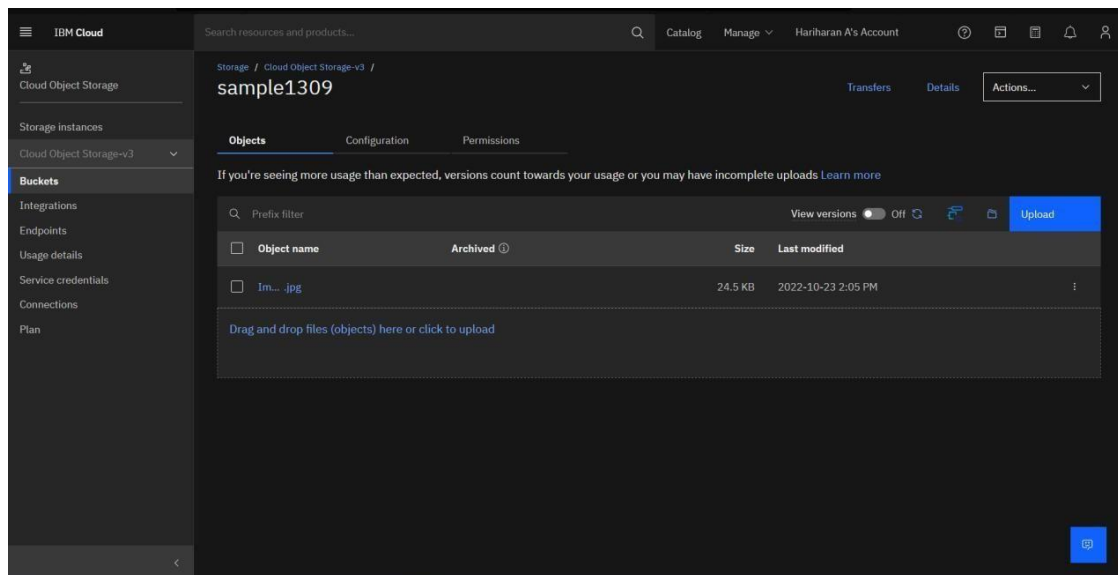 IBM Cloud
Search resources and products...
Catalog
Manage
Hariharan A's Account
Cloud Object Storage
Storage instances
Cloud Object Storage-v3
Buckets
Integrations
Endpoints
Usage details
Service credentials
Connections
Plan
Storage / Cloud Object Storage-v3 /
sample1309
Transfers
Details
Actions...
Objects
Configuration
Permissions
If you're seeing more usage than expected, versions count towards your usage or you may have incomplete uploads Learn more
Prefix filter
View versions Off
Upload
Object name Archived Size Last modified
Im... .jpg 24.5 KB 2022-10-23 2:05 PM
Drag and drop files (objects) here or click to upload